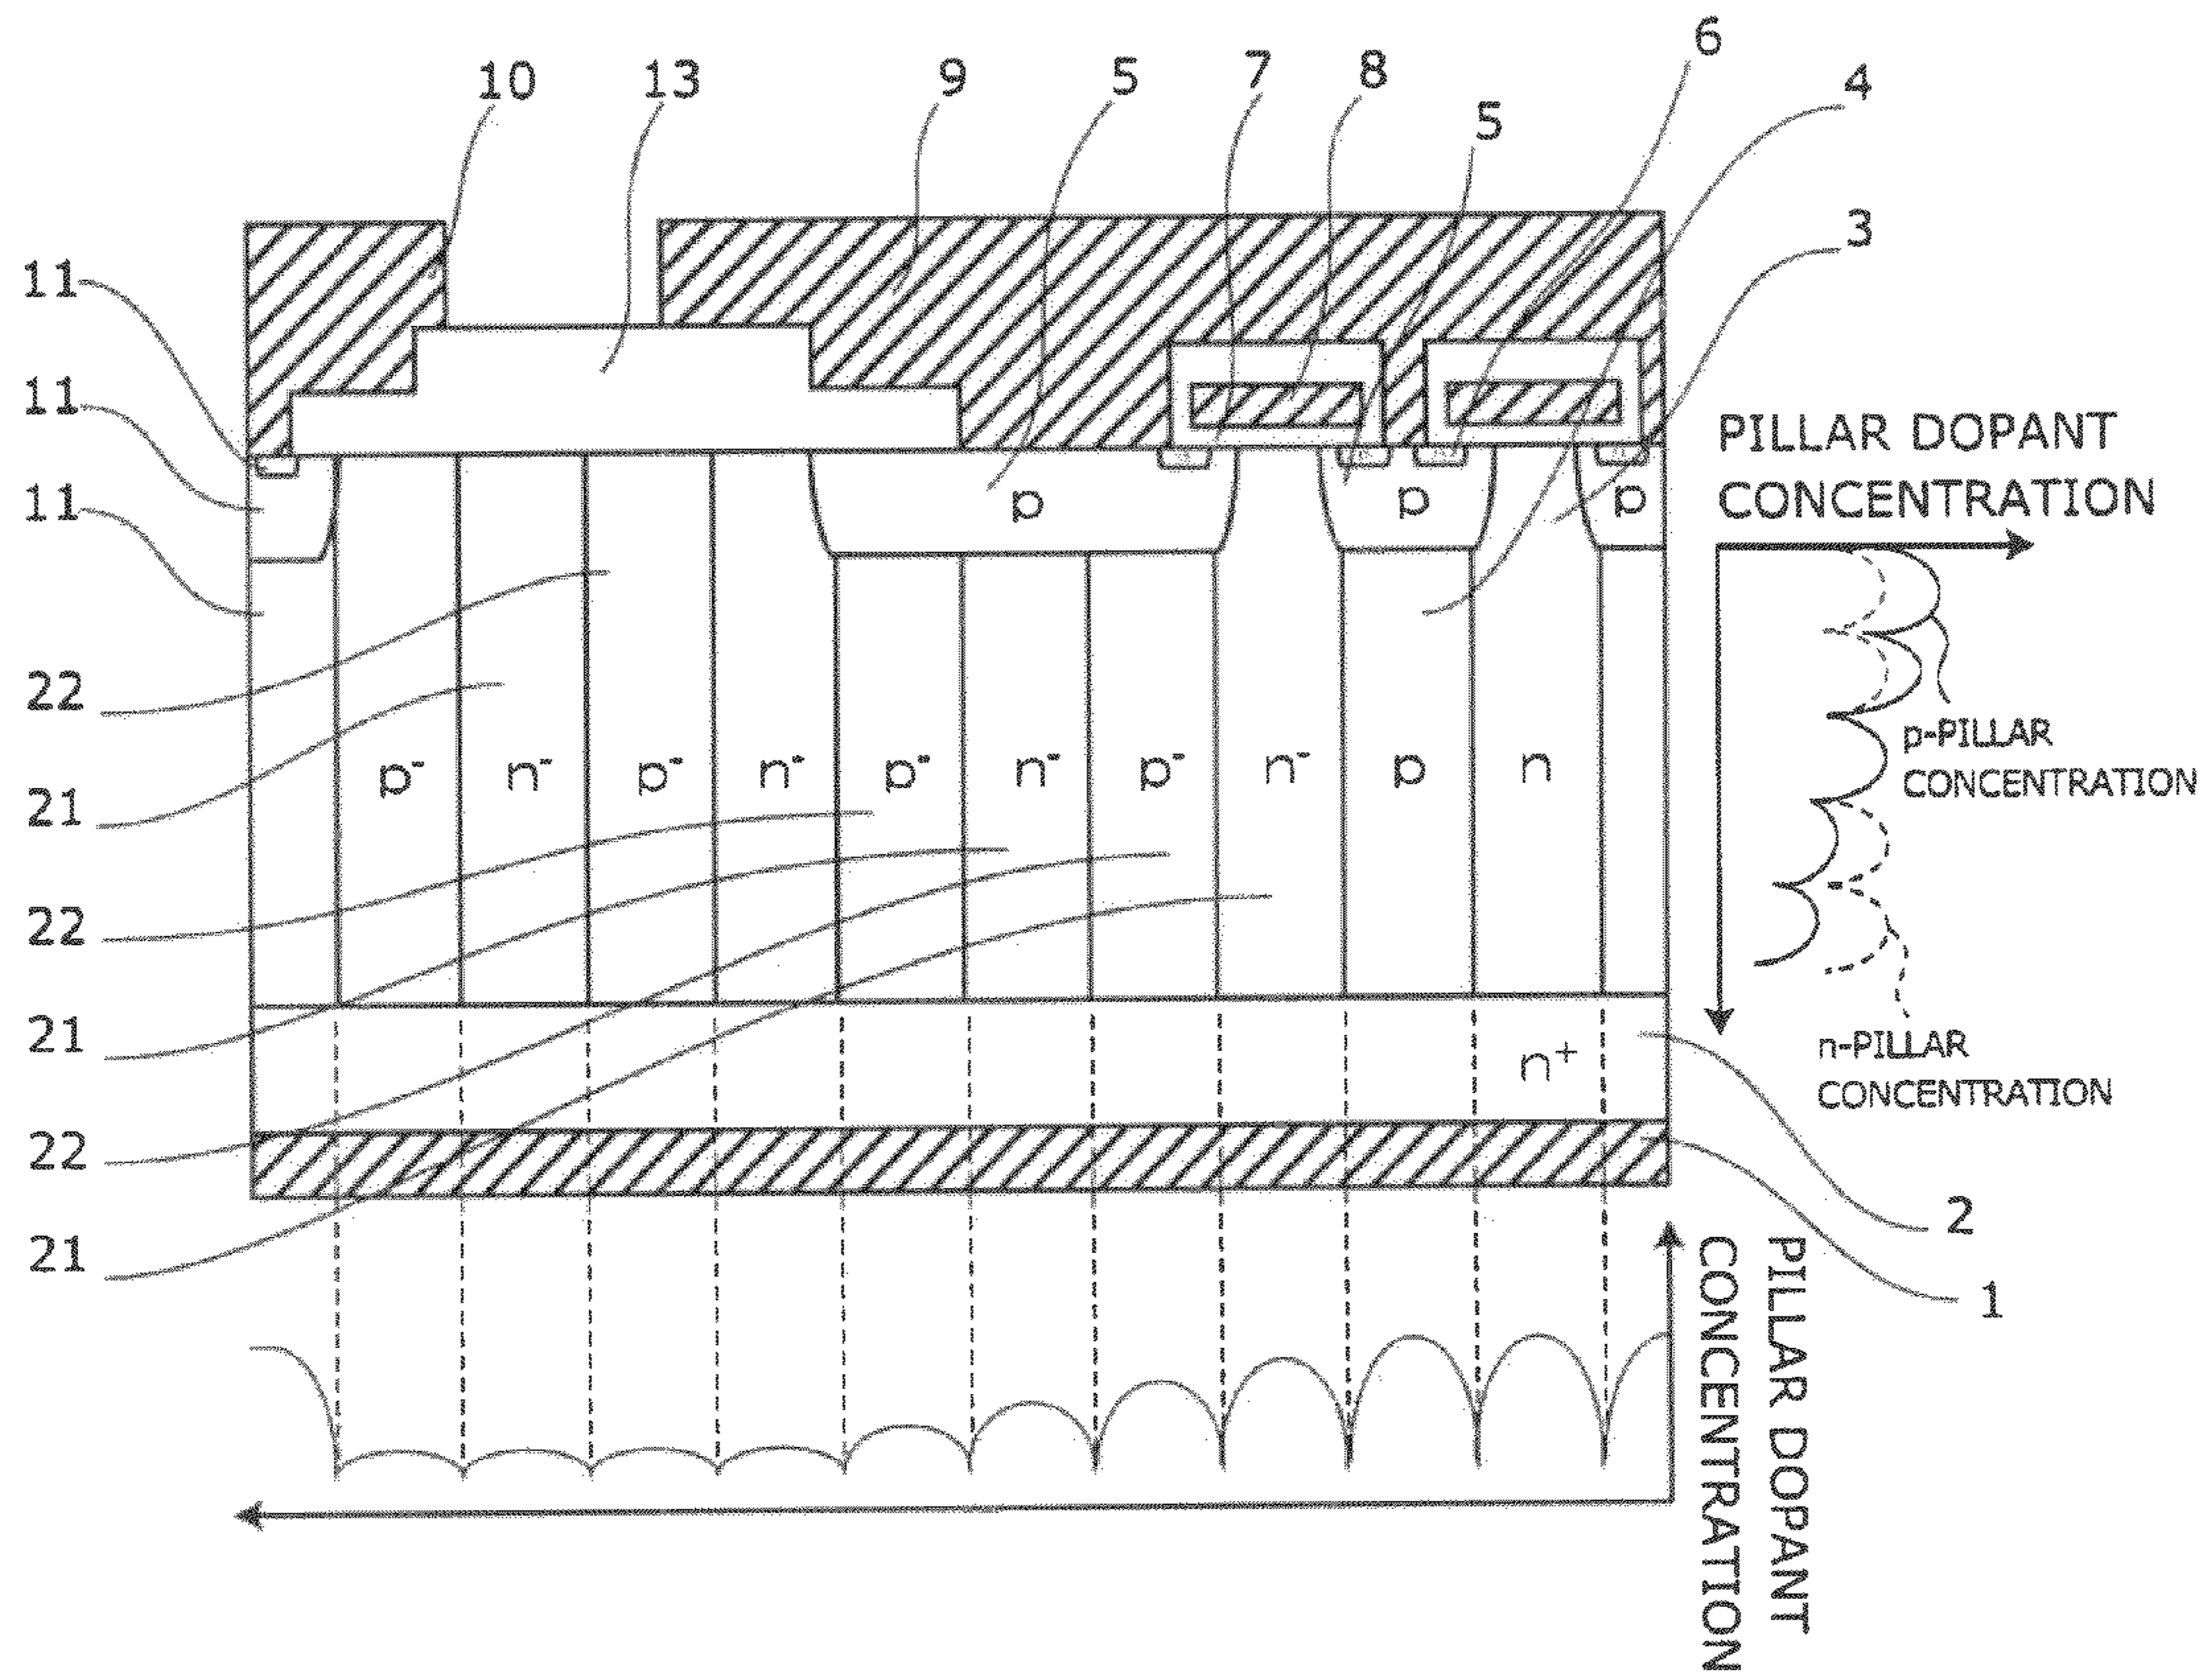 6
10 13 9 5 7 8 5 4
11
3
11
11
PILLAR DOPANT
CONCENTRATION
p p p
22
p-PILLAR
CONCENTRATION
p- n- p- n- p- n- p- n- p n
21
22
21
n+
n-PILLAR
CONCENTRATION
22
2
21
1
PILLAR DOPANT
CONCENTRATION